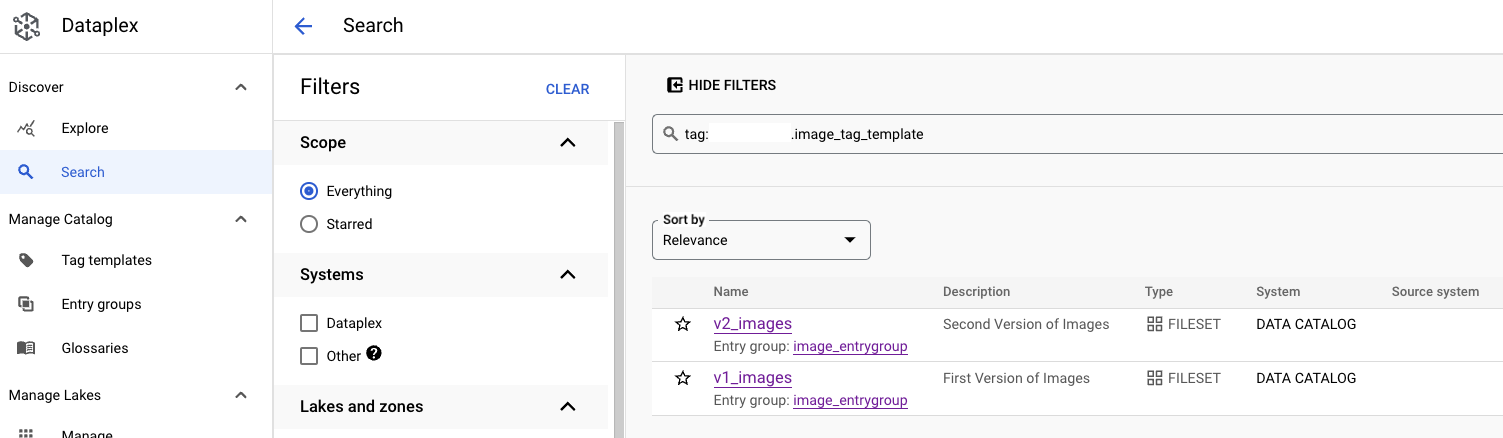 Dataplex
Search
Discover
Explore
Search
Manage Catalog
Tag templates
Entry groups
Glossaries
Manage Lakes
Manage
Filters
CLEAR
Scope
Everything
Starred
Systems
Dataplex
Other ?
Lakes and zones
HIDE FILTERS
tag: .image_tag_template
Sort by
Relevance
Name Description Type System Source system
v2_images Second Version of Images FILESET DATA CATALOG
Entry group: image_entrygroup
v1_images First Version of Images FILESET DATA CATALOG
Entry group: image_entrygroup